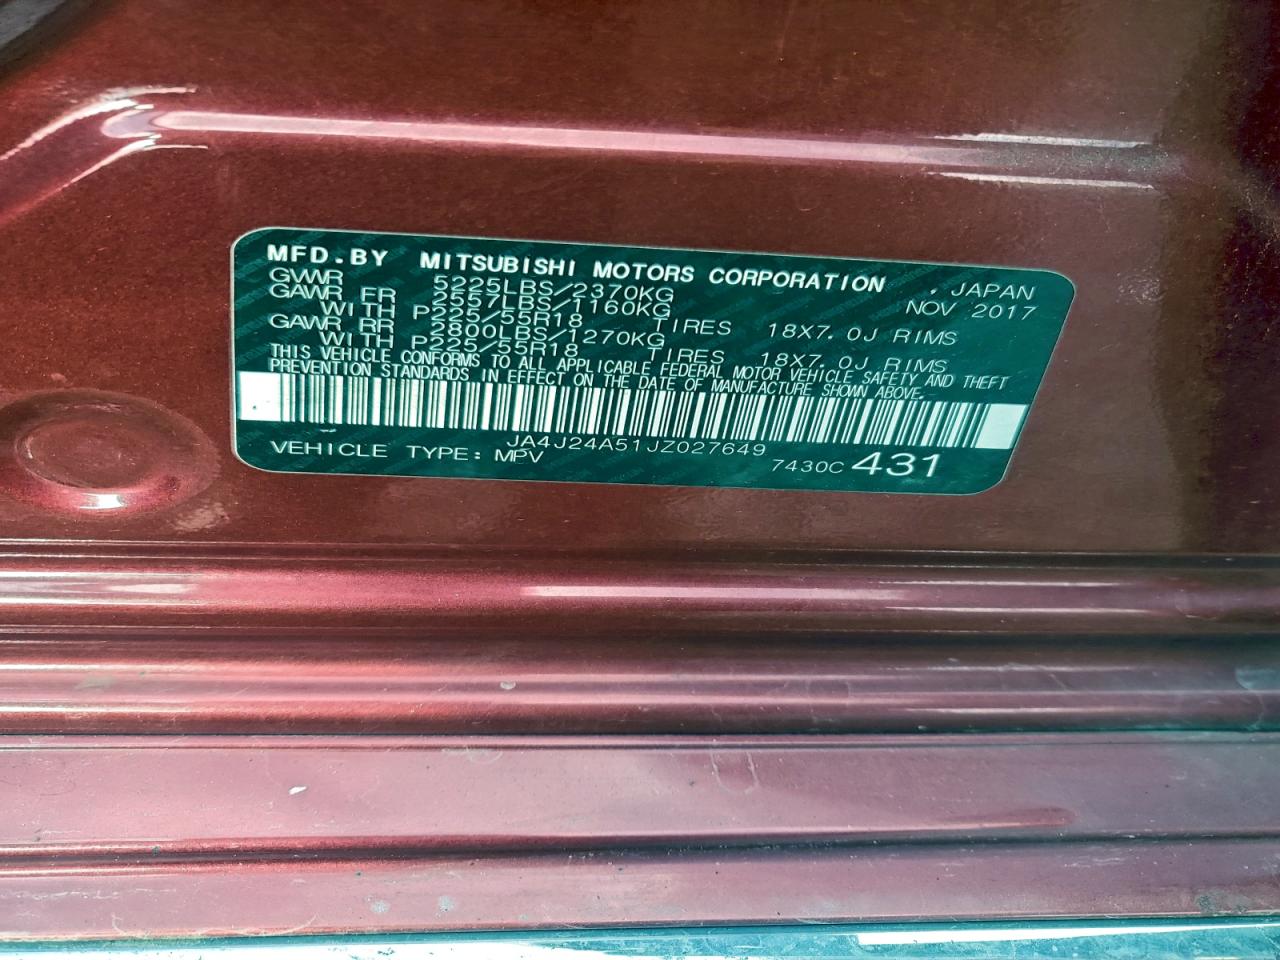 MFD.BY MITSUBISHI MOTORS CORPORATION . JAPAN
GVWR 5225LBS/2370KG NOV 2017
GAWR FR 2557LBS/1160KG
WITH P225/55R18 TIRES 18X7.0J RIMS
GAWR RR 2800LBS/1270KG
WITH P225/55R18 TIRES 18X7.0J RIMS
THIS VEHICLE CONFORMS TO ALL APPLICABLE FEDERAL MOTOR VEHICLE SAFETY AND THEFT
PREVENTION STANDARDS IN EFFECT ON THE DATE OF MANUFACTURE SHOWN ABOVE.
JA4J24A51JZ027649
VEHICLE TYPE: MPV 7430C 431